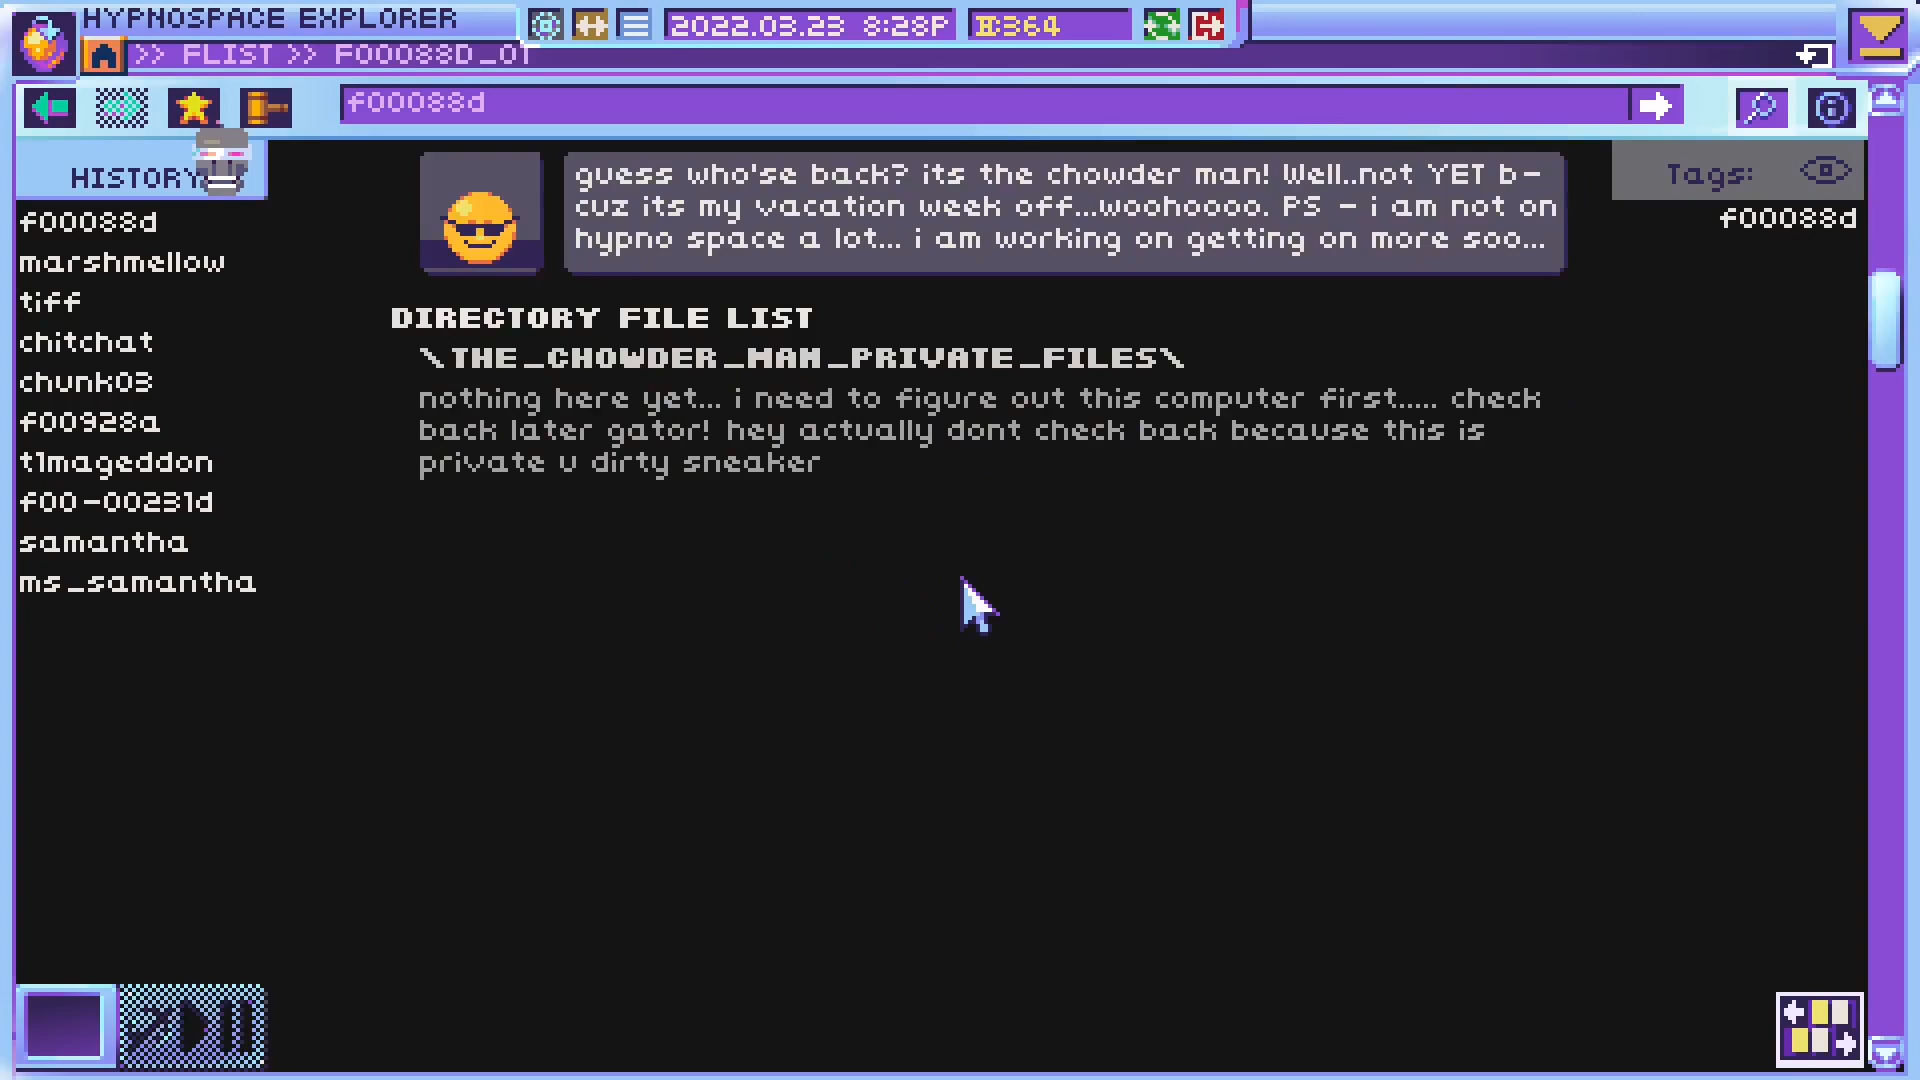 HYPNOSPACE EXPLORER
2022.03.23 8:28P
364
>> FLIST >> F00088D_01
f00088d
HISTORY
f00088d
marshmellow
tiff
chitchat
chunk03
f00928a
t1mageddon
f00-00231d
samantha
ms_samantha
guess who'se back? its the chowder man! Well..not YET b-
cuz its my vacation week off...woohoooo. PS - i am not on
hypno space a lot... i am working on getting on more soo...
DIRECTORY FILE LIST
\THE_CHOWDER_MAN_PRIVATE_FILES\
nothing here yet... i need to figure out this computer first..... check
back later gator! hey actually dont check back because this is
private u dirty sneaker
Tags:
f00088d